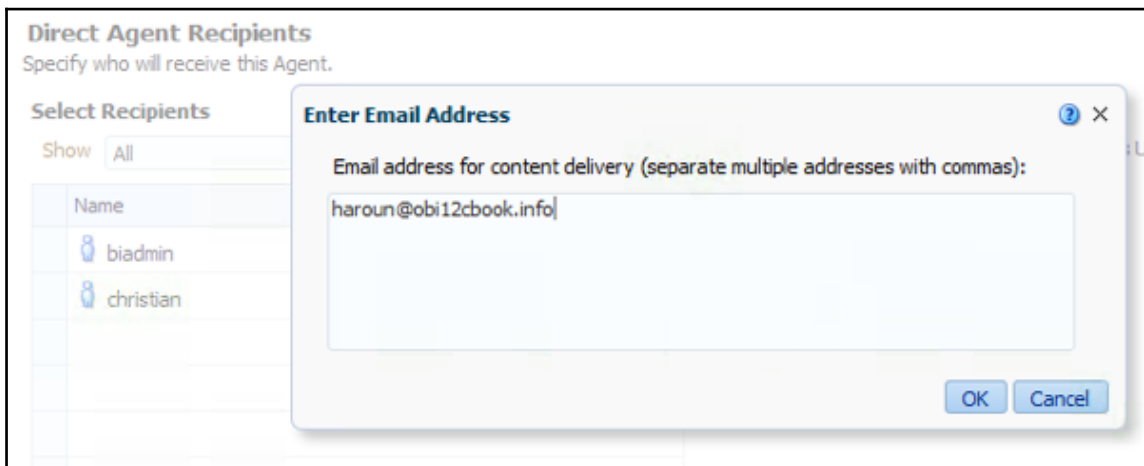 Direct Agent Recipients
Specify who will receive this Agent.
Select Recipients
Show All
Name
biadmin
christian
Enter Email Address
Email address for content delivery (separate multiple addresses with commas):
haroun@obi12cbook.info
OK Cancel